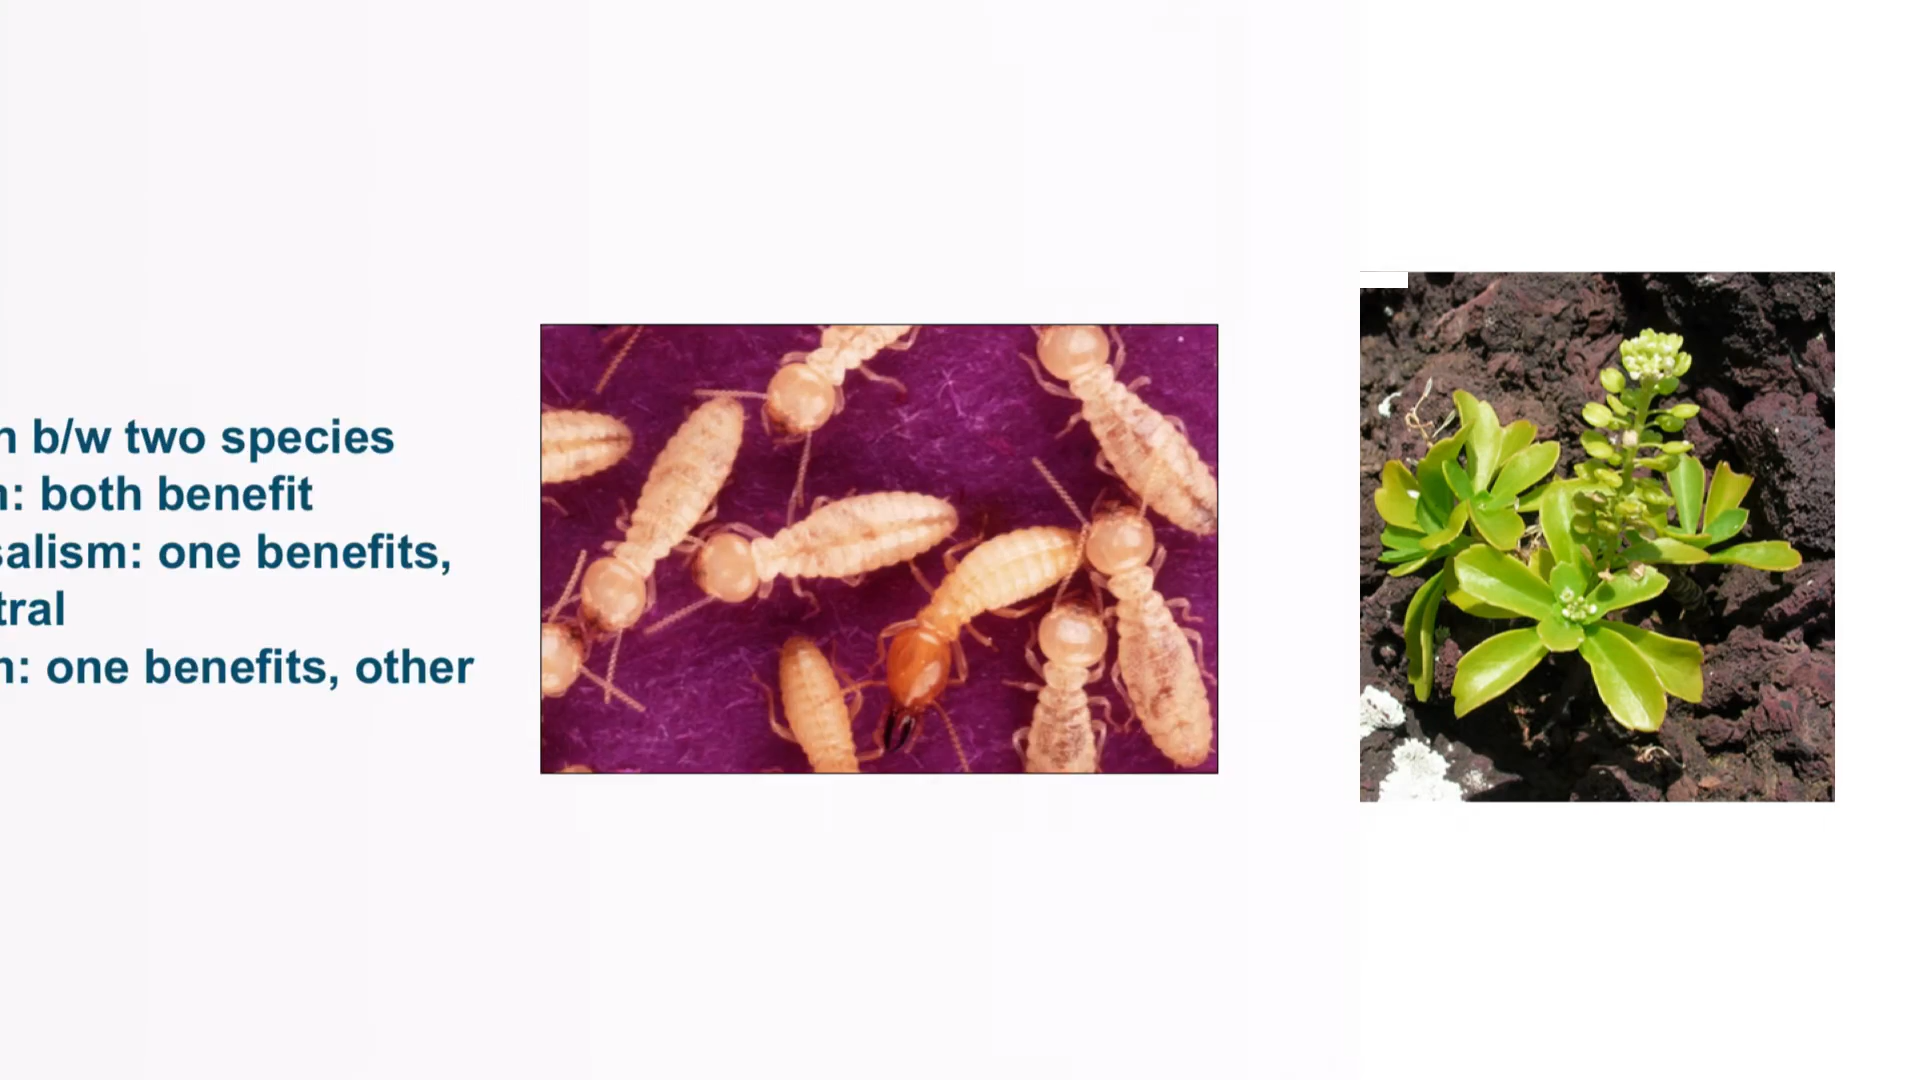 n b/w two species
n: both benefit
salism: one benefits,
tral
n: one benefits, other